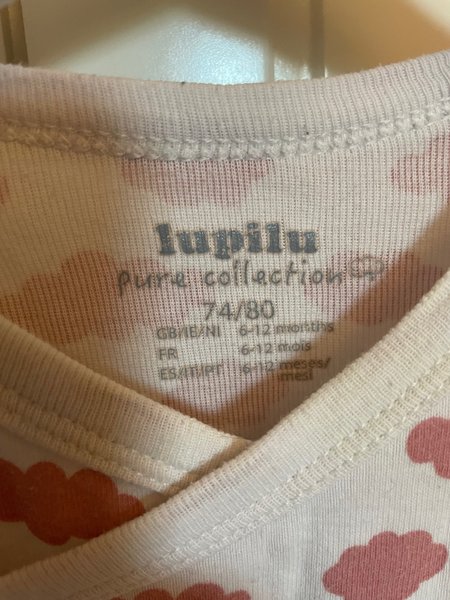 lupilu
pure collection
74/80
GB/IE/NI 6-12 months
FR 6-12 mois
ES/IT/PT 6-12 meses/
mesi